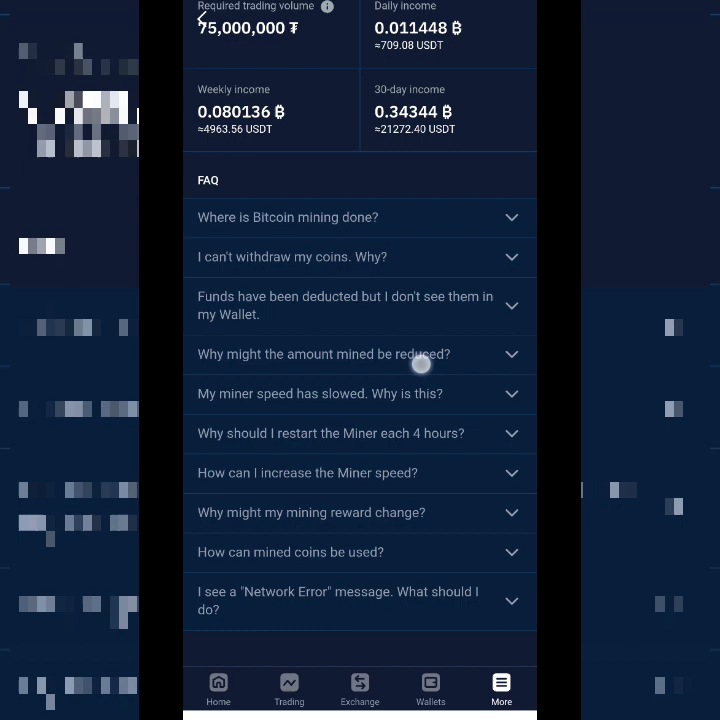 Required trading volume
Daily income
75,000,000 ₮
0.011448 ₿
≈709.08 USDT
Weekly income
30-day income
0.080136 ₿
0.34344 ₿
≈4963.56 USDT
≈21272.40 USDT
FAQ
Where is Bitcoin mining done?
I can't withdraw my coins. Why?
Funds have been deducted but I don't see them in
my Wallet.
Why might the amount mined be reduced?
My miner speed has slowed. Why is this?
Why should I restart the Miner each 4 hours?
How can I increase the Miner speed?
Why might my mining reward change?
How can mined coins be used?
I see a "Network Error" message. What should I
do?
Home
Trading
Exchange
Wallets
More